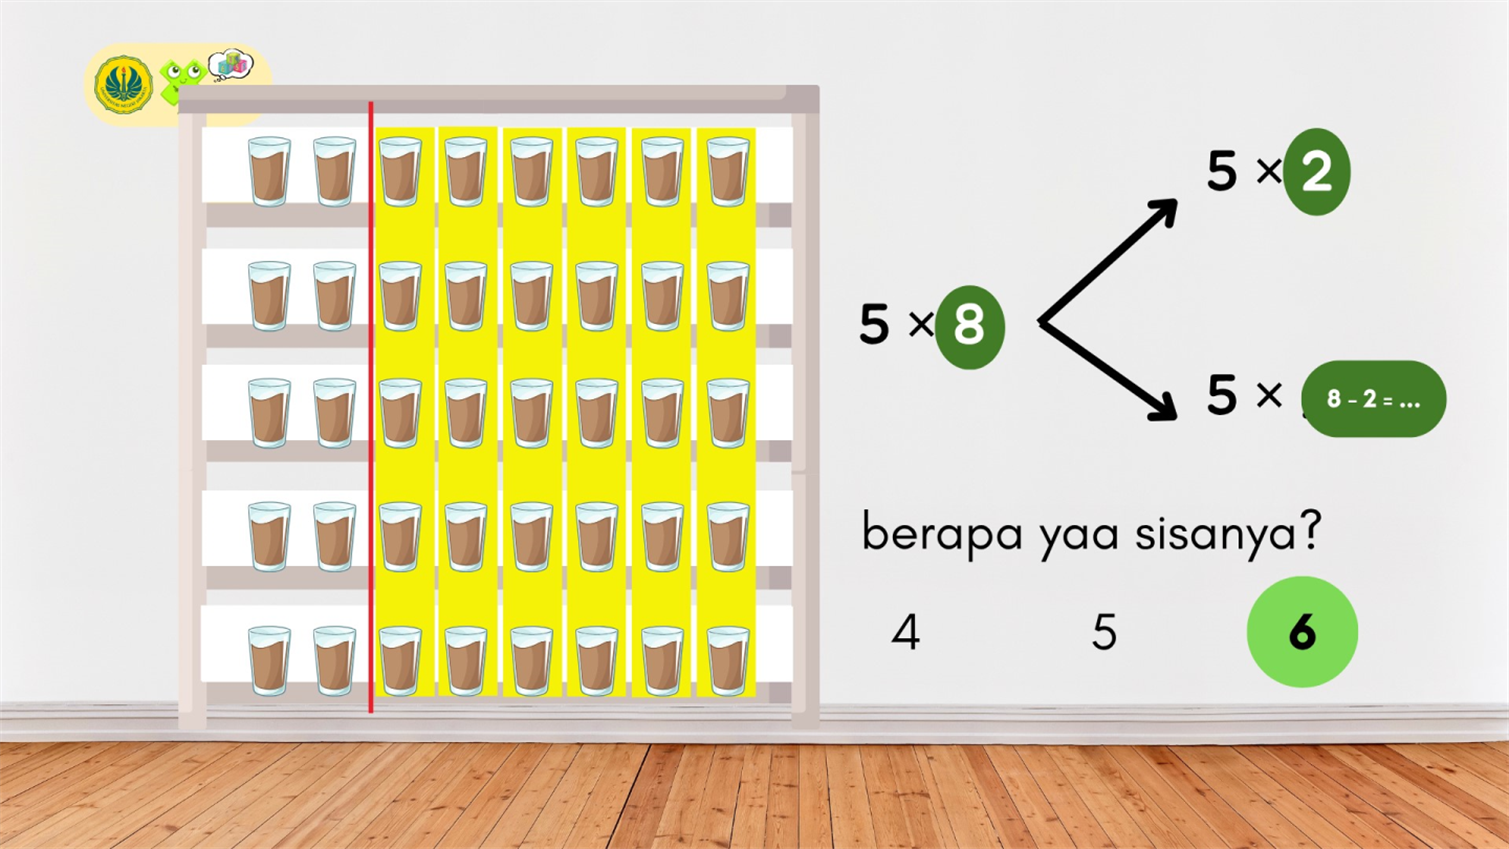 5 × 2
5 × 8
5 × 8 - 2 = ...
berapa yaa sisanya?
4 5 6